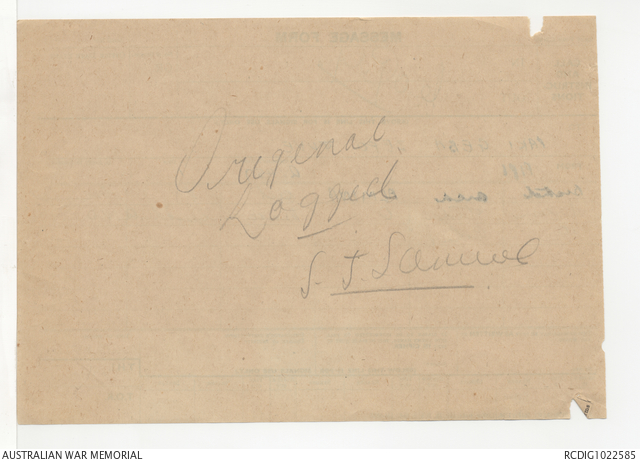 Original
Logged
S. J. Samuel
AUSTRALIAN WAR MEMORIAL
RCDIG1022585